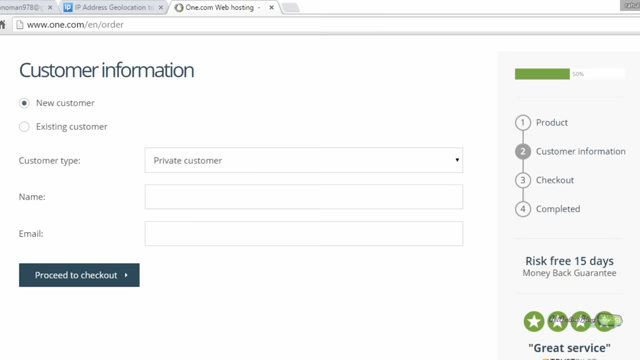 IP Address Geolocation to
One.com Web hosting -
www.one.com/en/order
Customer information
New customer
Existing customer
Customer type:
Private customer
Name:
Email:
Proceed to checkout
50%
1 Product
2 Customer information
3 Checkout
4 Completed
Risk free 15 days
Money Back Guarantee
"Great service"